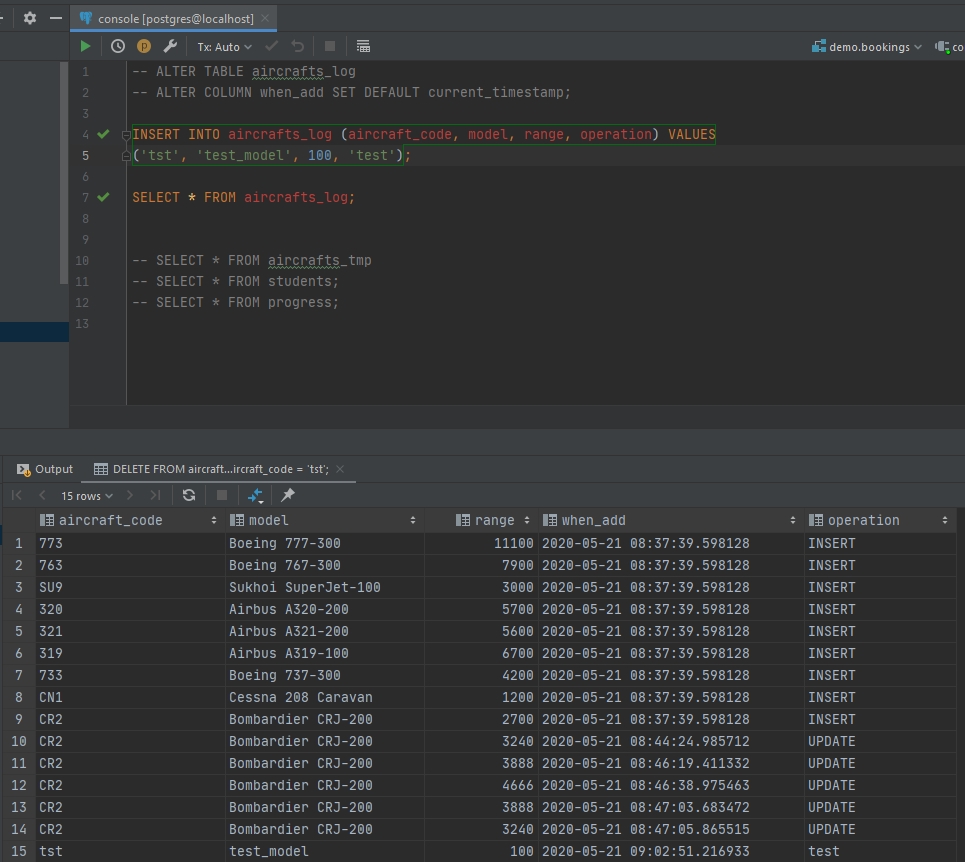 console [postgres@localhost]
Tx: Auto
demo.bookings
co
1 -- ALTER TABLE aircrafts_log
2 -- ALTER COLUMN when_add SET DEFAULT current_timestamp;
3
4 INSERT INTO aircrafts_log (aircraft_code, model, range, operation) VALUES
5 ('tst', 'test_model', 100, 'test');
6
7 SELECT * FROM aircrafts_log;
8
9
10 -- SELECT * FROM aircrafts_tmp
11 -- SELECT * FROM students;
12 -- SELECT * FROM progress;
13
Output DELETE FROM aircraft...ircraft_code = 'tst';
15 rows
aircraft_code model range when_add operation
1 773 Boeing 777-300 11100 2020-05-21 08:37:39.598128 INSERT
2 763 Boeing 767-300 7900 2020-05-21 08:37:39.598128 INSERT
3 SU9 Sukhoi SuperJet-100 3000 2020-05-21 08:37:39.598128 INSERT
4 320 Airbus A320-200 5700 2020-05-21 08:37:39.598128 INSERT
5 321 Airbus A321-200 5600 2020-05-21 08:37:39.598128 INSERT
6 319 Airbus A319-100 6700 2020-05-21 08:37:39.598128 INSERT
7 733 Boeing 737-300 4200 2020-05-21 08:37:39.598128 INSERT
8 CN1 Cessna 208 Caravan 1200 2020-05-21 08:37:39.598128 INSERT
9 CR2 Bombardier CRJ-200 2700 2020-05-21 08:37:39.598128 INSERT
10 CR2 Bombardier CRJ-200 3240 2020-05-21 08:44:24.985712 UPDATE
11 CR2 Bombardier CRJ-200 3888 2020-05-21 08:46:19.411332 UPDATE
12 CR2 Bombardier CRJ-200 4666 2020-05-21 08:46:38.975463 UPDATE
13 CR2 Bombardier CRJ-200 3888 2020-05-21 08:47:03.683472 UPDATE
14 CR2 Bombardier CRJ-200 3240 2020-05-21 08:47:05.865515 UPDATE
15 tst test_model 100 2020-05-21 09:02:51.216933 test